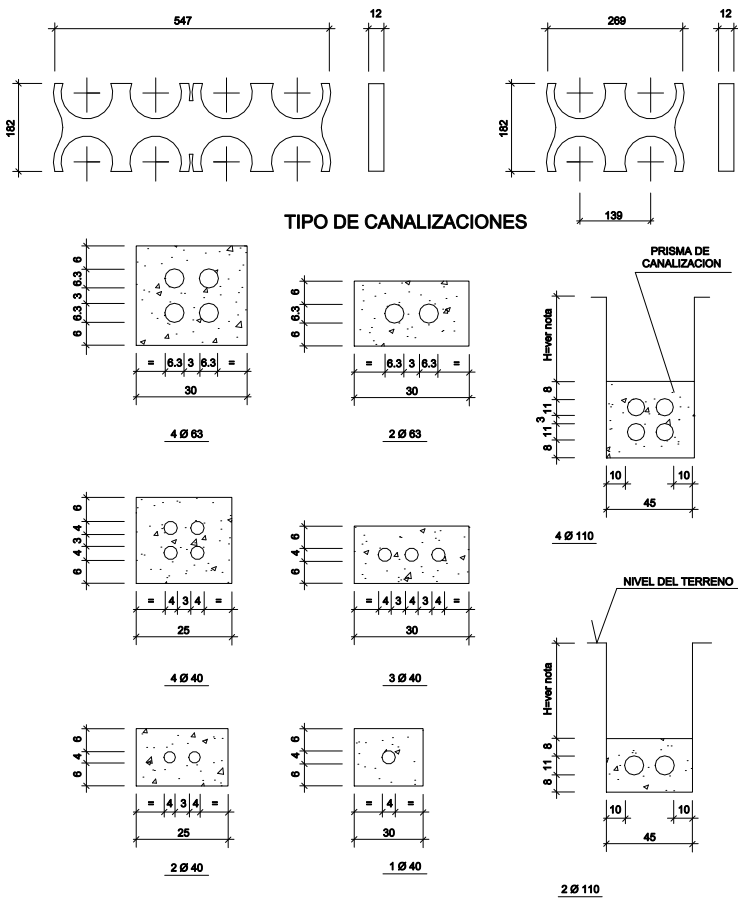 547
12
269
12
182
182
139
TIPO DE CANALIZACIONES
6
6.3
3
6.3
6
= 6.3 3 6.3 =
30
4 Ø 63
6
6.3
6
= 6.3 3 6.3 =
30
2 Ø 63
PRISMA DE
CANALIZACION
H=ver nota
8
11
3
11
8
10 10
45
4 Ø 110
6
4
3
4
6
= 4 3 4 =
25
4 Ø 40
6
4
6
= 4 3 4 3 4 =
30
3 Ø 40
NIVEL DEL TERRENO
H=ver nota
8
11
8
10 10
45
2 Ø 110
6
4
6
= 4 3 4 =
25
2 Ø 40
6
4
6
= 4 =
30
1 Ø 40